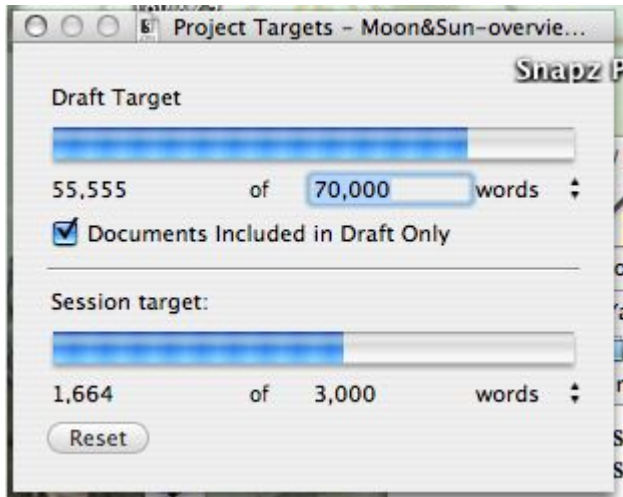 Project Targets – Moon&Sun-overvie...
Snapz P
Draft Target
55,555 of 70,000 words
Documents Included in Draft Only
Session target:
1,664 of 3,000 words
Reset